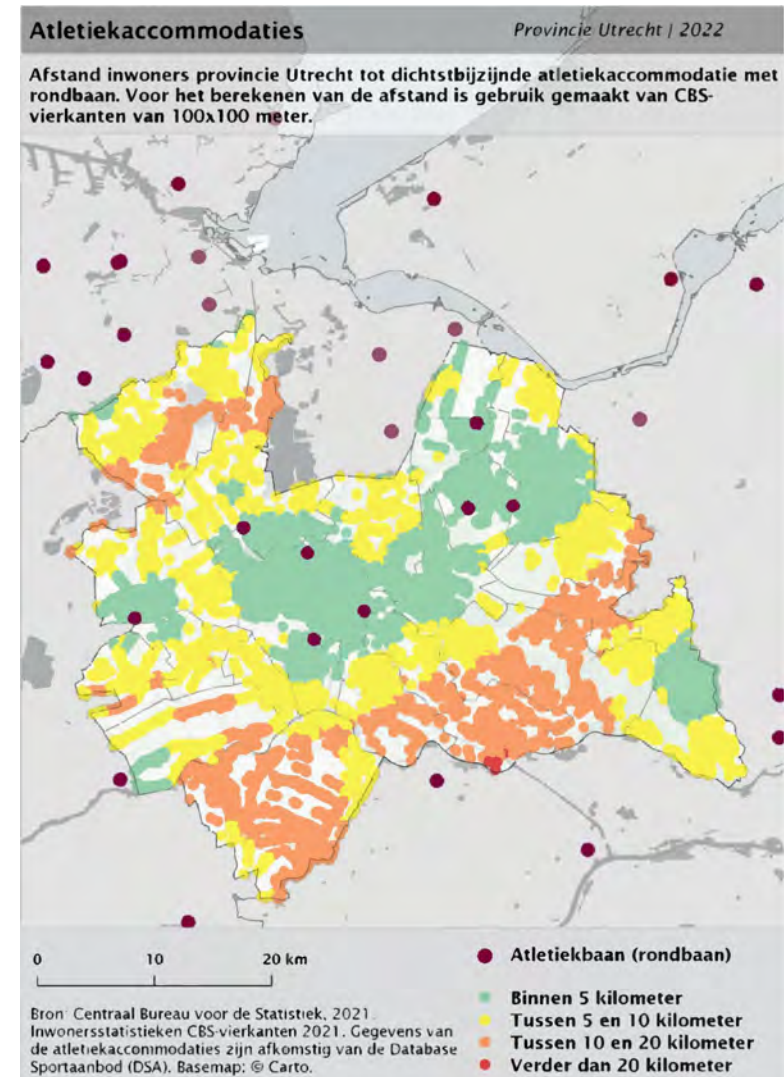 Atletiekaccommodaties
Provincie Utrecht | 2022
Afstand inwoners provincie Utrecht tot dichtstbijzijnde atletiekaccommodatie met
rondbaan. Voor het berekenen van de afstand is gebruik gemaakt van CBS-
vierkanten van 100x100 meter.
0 10 20 km
Bron: Centraal Bureau voor de Statistiek, 2021.
Inwonersstatistieken CBS-vierkanten 2021. Gegevens van
de atletiekaccommodaties zijn afkomstig van de Database
Sportaanbod (DSA). Basemap: © Carto.
Atletiekbaan (rondbaan)
Binnen 5 kilometer
Tussen 5 en 10 kilometer
Tussen 10 en 20 kilometer
Verder dan 20 kilometer